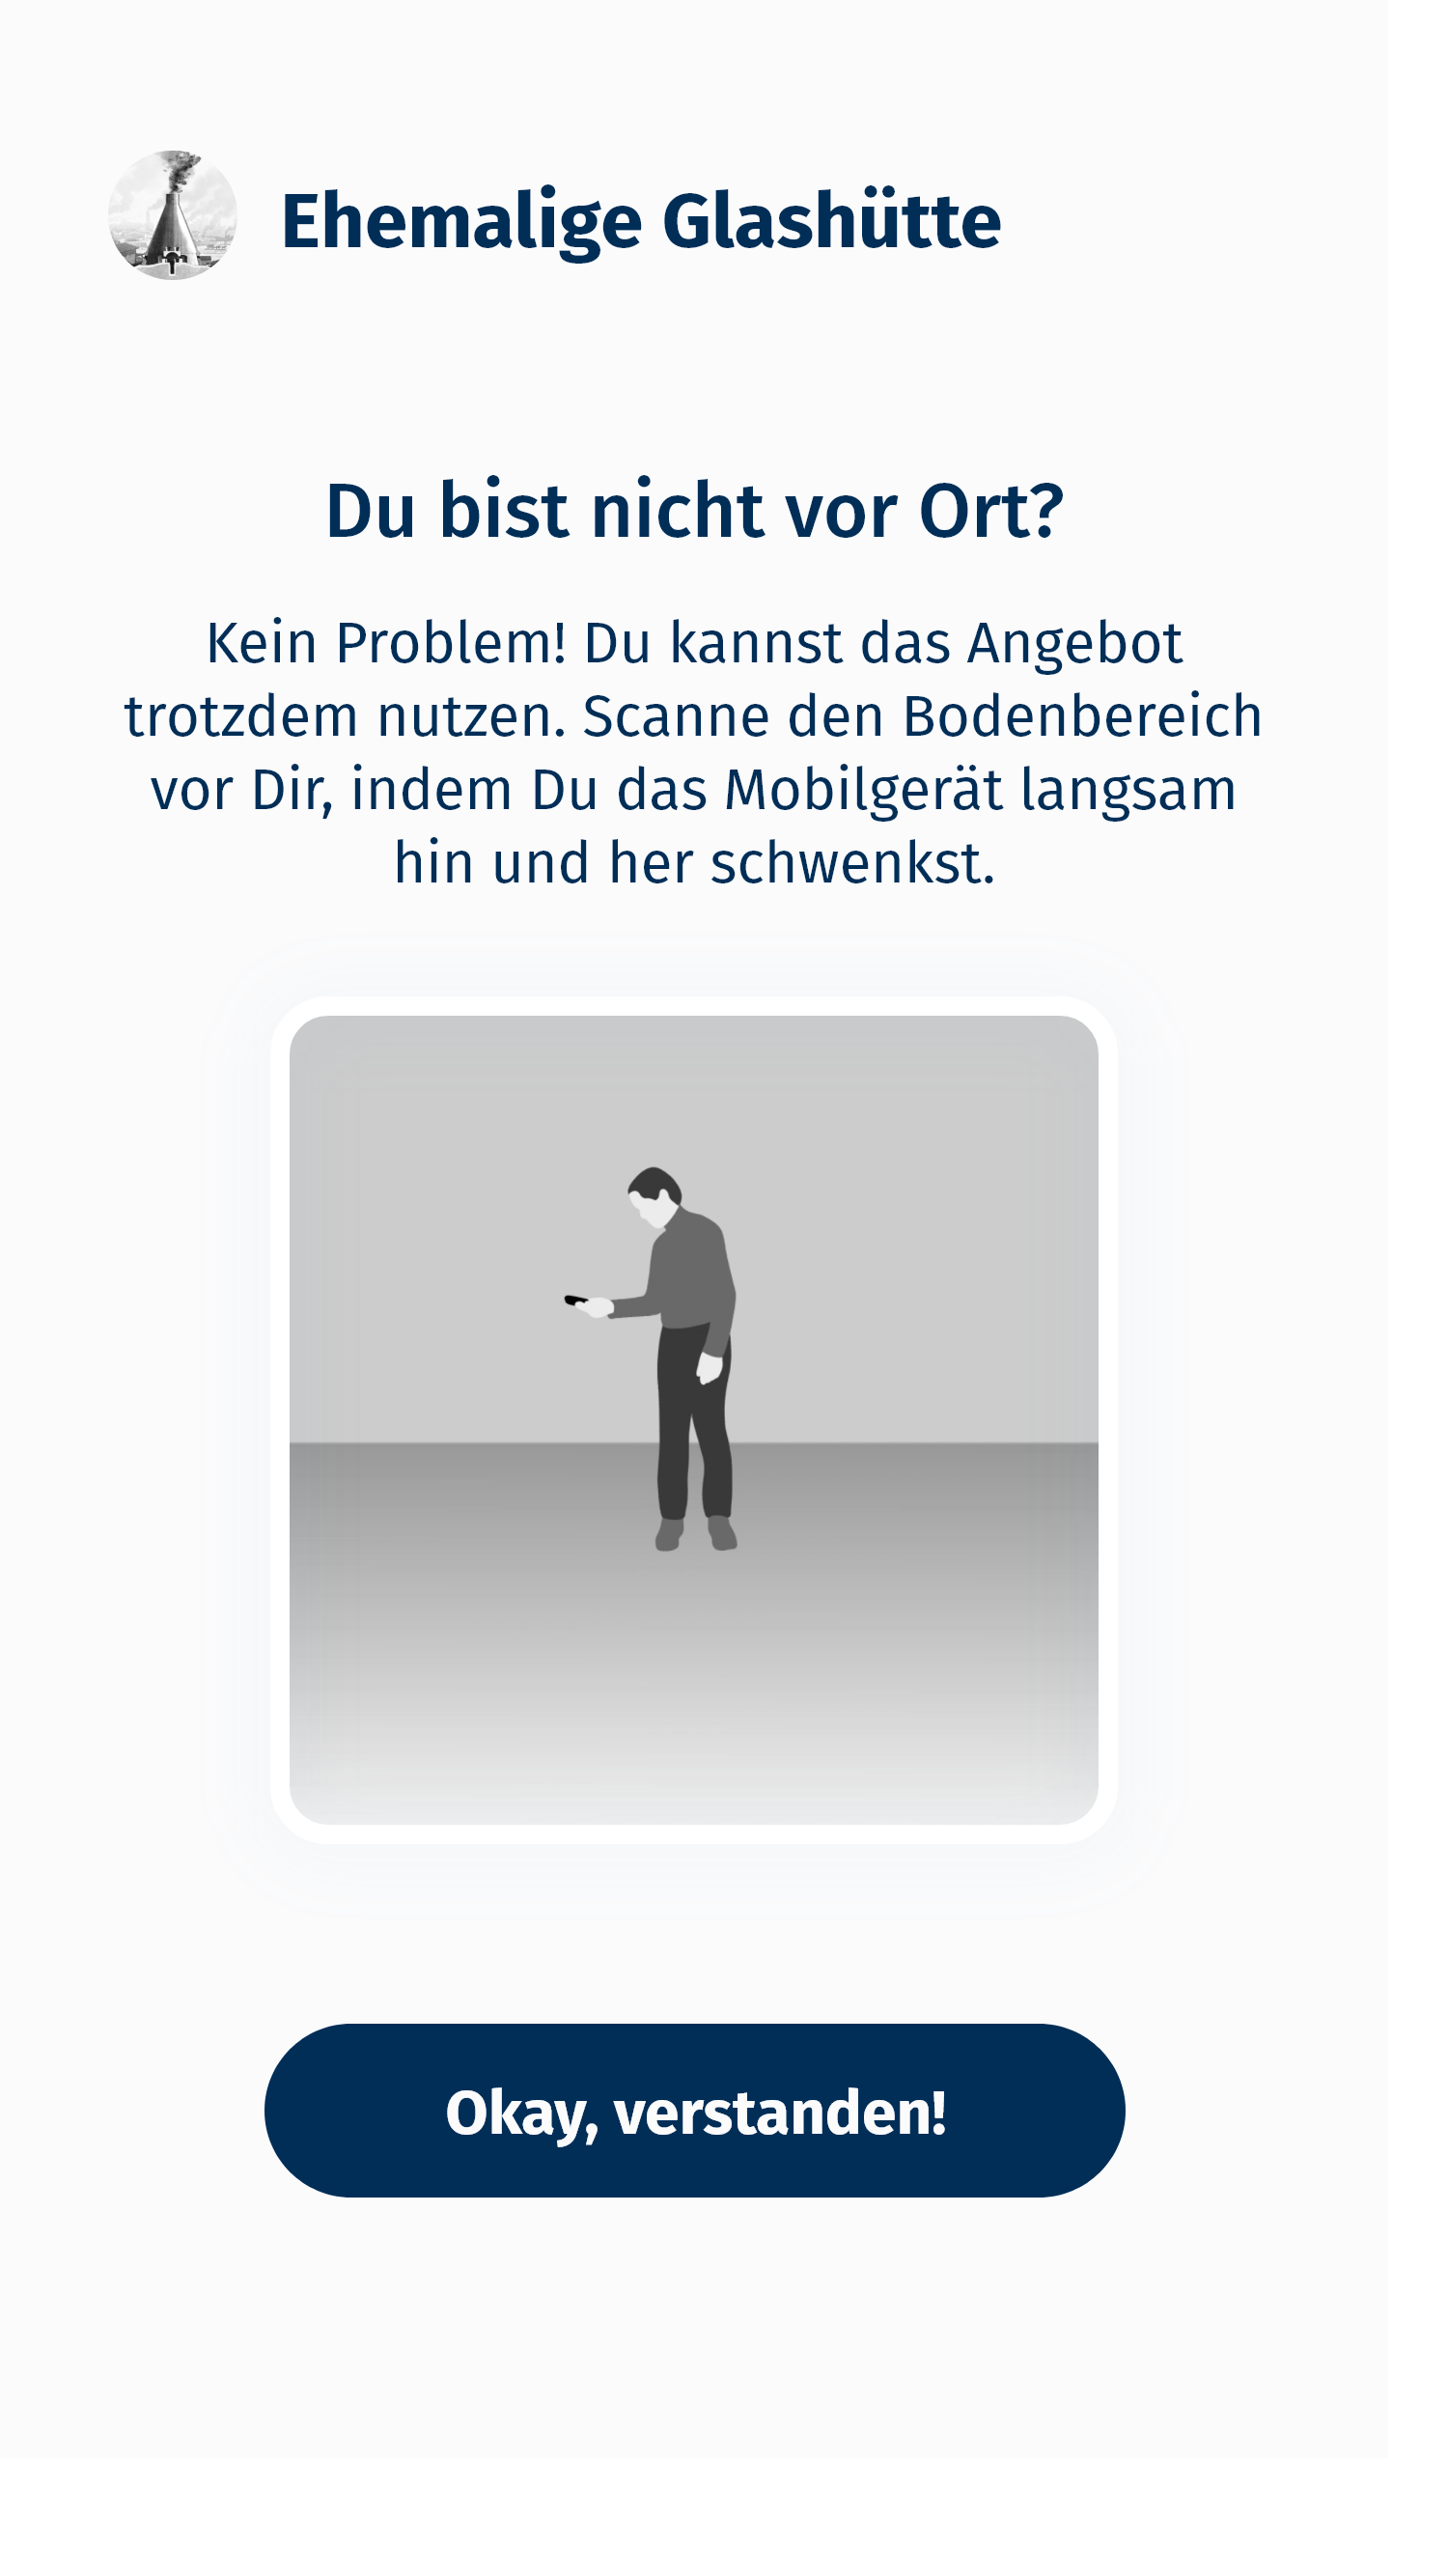 Ehemalige Glashütte
Du bist nicht vor Ort?
Kein Problem! Du kannst das Angebot
trotzdem nutzen. Scanne den Bodenbereich
vor Dir, indem Du das Mobilgerät langsam
hin und her schwenkst.
Okay, verstanden!